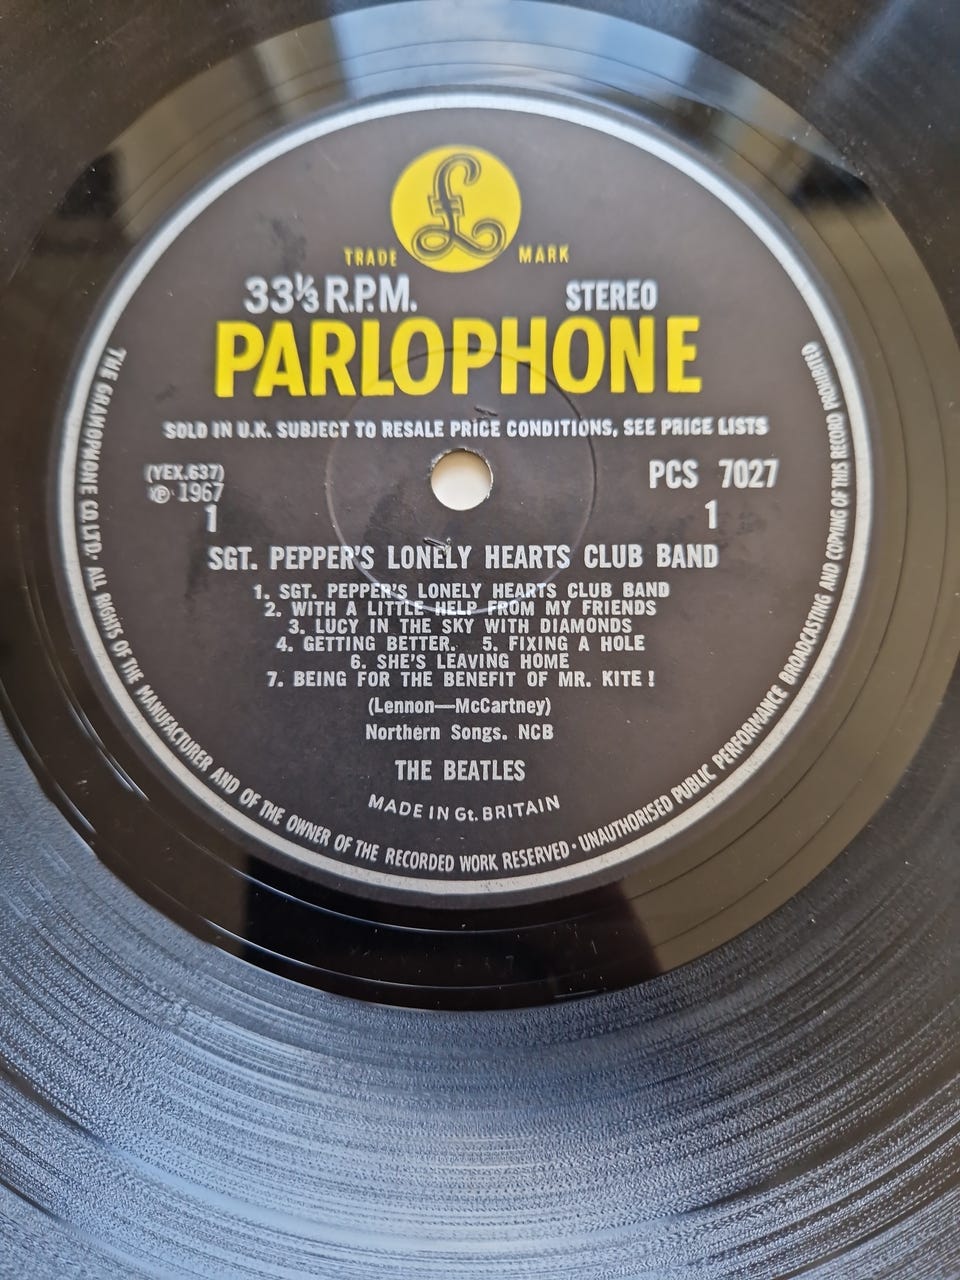 £
TRADE MARK
33⅓ R.P.M. STEREO
PARLOPHONE
SOLD IN U.K. SUBJECT TO RESALE PRICE CONDITIONS, SEE PRICE LISTS
(YEX.637) PCS 7027
℗ 1967
1 1
SGT. PEPPER'S LONELY HEARTS CLUB BAND
1. SGT. PEPPER'S LONELY HEARTS CLUB BAND
2. WITH A LITTLE HELP FROM MY FRIENDS
3. LUCY IN THE SKY WITH DIAMONDS
4. GETTING BETTER. 5. FIXING A HOLE
6. SHE'S LEAVING HOME
7. BEING FOR THE BENEFIT OF MR. KITE !
(Lennon—McCartney)
Northern Songs. NCB
THE BEATLES
MADE IN Gt. BRITAIN
THE GRAMOPHONE CO. LTD. ALL RIGHTS OF THE MANUFACTURER AND OF THE OWNER OF THE RECORDED WORK RESERVED · UNAUTHORISED PUBLIC PERFORMANCE BROADCASTING AND COPYING OF THIS RECORD PROHIBITED